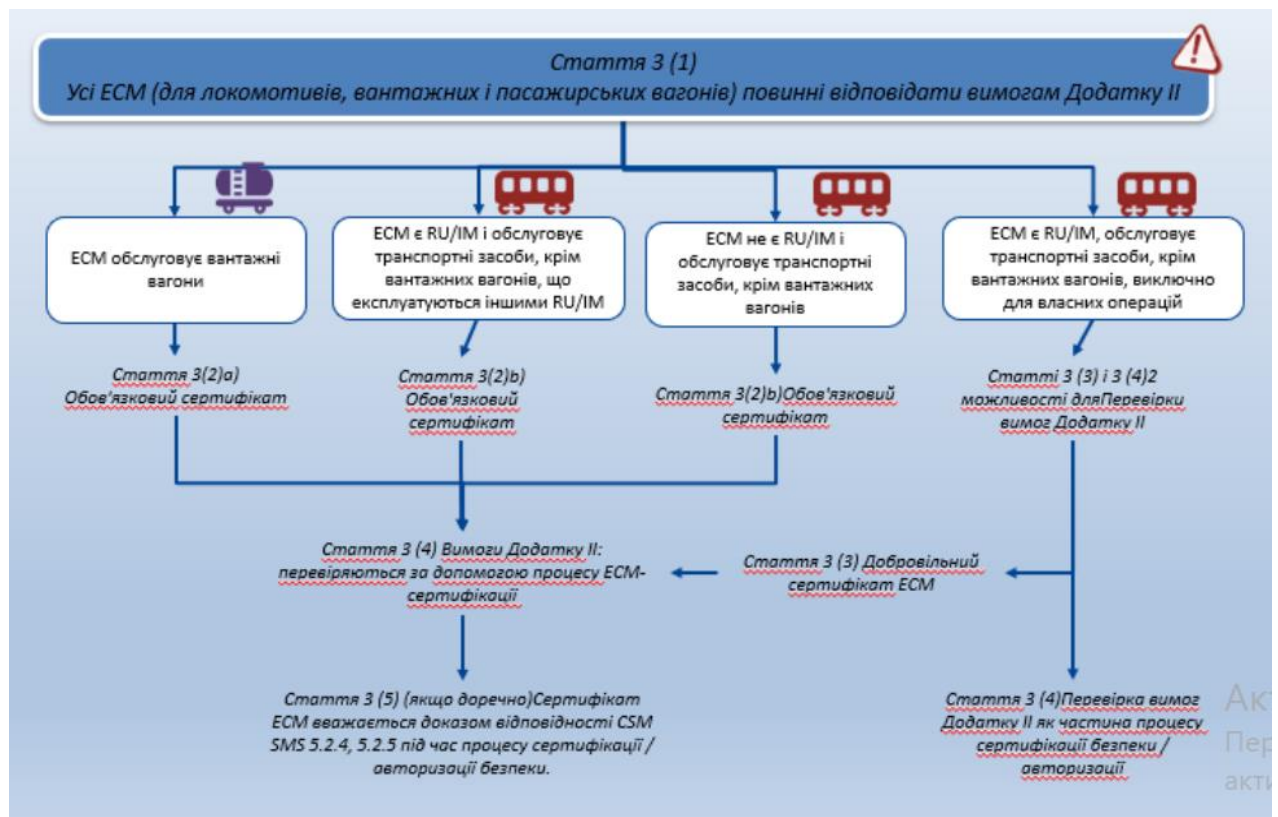 Стаття 3 (1)
Усі ECM (для локомотивів, вантажних і пасажирських вагонів) повинні відповідати вимогам Додатку II
ECM обслуговує вантажні
вагони
ECM є RU/IM і обслуговує
транспортні засоби, крім
вантажних вагонів, що
експлуатуються іншими RU/IM
ECM не є RU/IM і
обслуговує транспортні
засоби, крім вантажних
вагонів
ECM є RU/IM, обслуговує
транспортні засоби, крім
вантажних вагонів, виключно
для власних операцій
Стаття 3(2)а)
Обов'язковий сертифікат
Стаття 3(2)b)
Обов'язковий
сертифікат
Стаття 3(2)b)Обов'язковий
сертифікат
Статті 3 (3) і 3 (4)2
можливості дляПеревірки
вимог Додатку II
Стаття 3 (4) Вимоги Додатку II:
перевіряються за допомогою процесу ECM-
сертифікації
Стаття 3 (3) Добровільний
сертифікат ECM
Стаття 3 (5) (якщо доречно)Сертифікат
ECM вважається доказом відповідності CSM
SMS 5.2.4, 5.2.5 під час процесу сертифікації /
авторизації безпеки.
Стаття 3 (4)Перевірка вимог
Додатку II як частина процесу
сертифікації безпеки /
авторизації